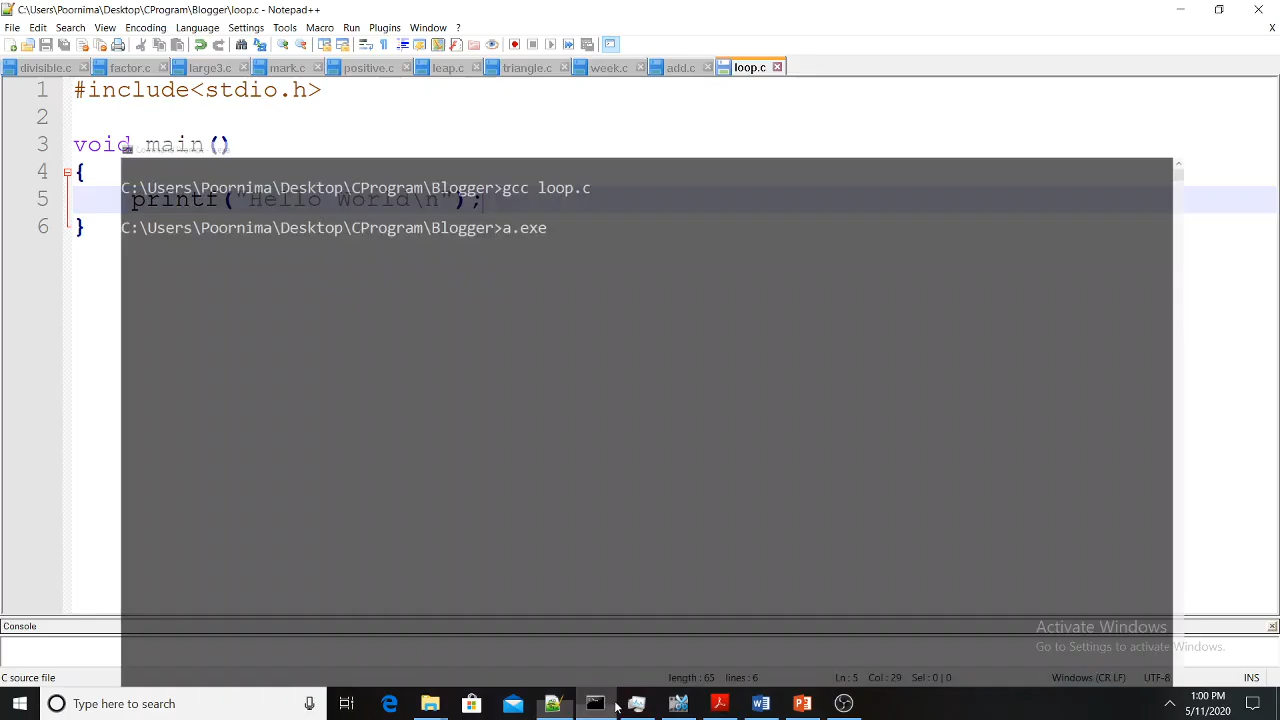 C:\Users\Poornima\Desktop\CProgram\Blogger\loop.c - Notepad++
File Edit Search View Encoding Language Settings Tools Macro Run Plugins Window ? X
divisible.c factor.c large3.c mark.c positive.c leap.c triangle.c week.c add.c loop.c
1 #include<stdio.h>
2
3 void main()
4 {
C:\Users\Poornima\Desktop\CProgram\Blogger>gcc loop.c
5 printf("Hello World\n");
6 }
C:\Users\Poornima\Desktop\CProgram\Blogger>a.exe
Console
Activate Windows
Go to Settings to activate Windows.
C source file length : 65 lines : 6 Ln : 5 Col : 29 Sel : 0 | 0 Windows (CR LF) UTF-8 INS
Type here to search
1:00 PM
5/11/2020